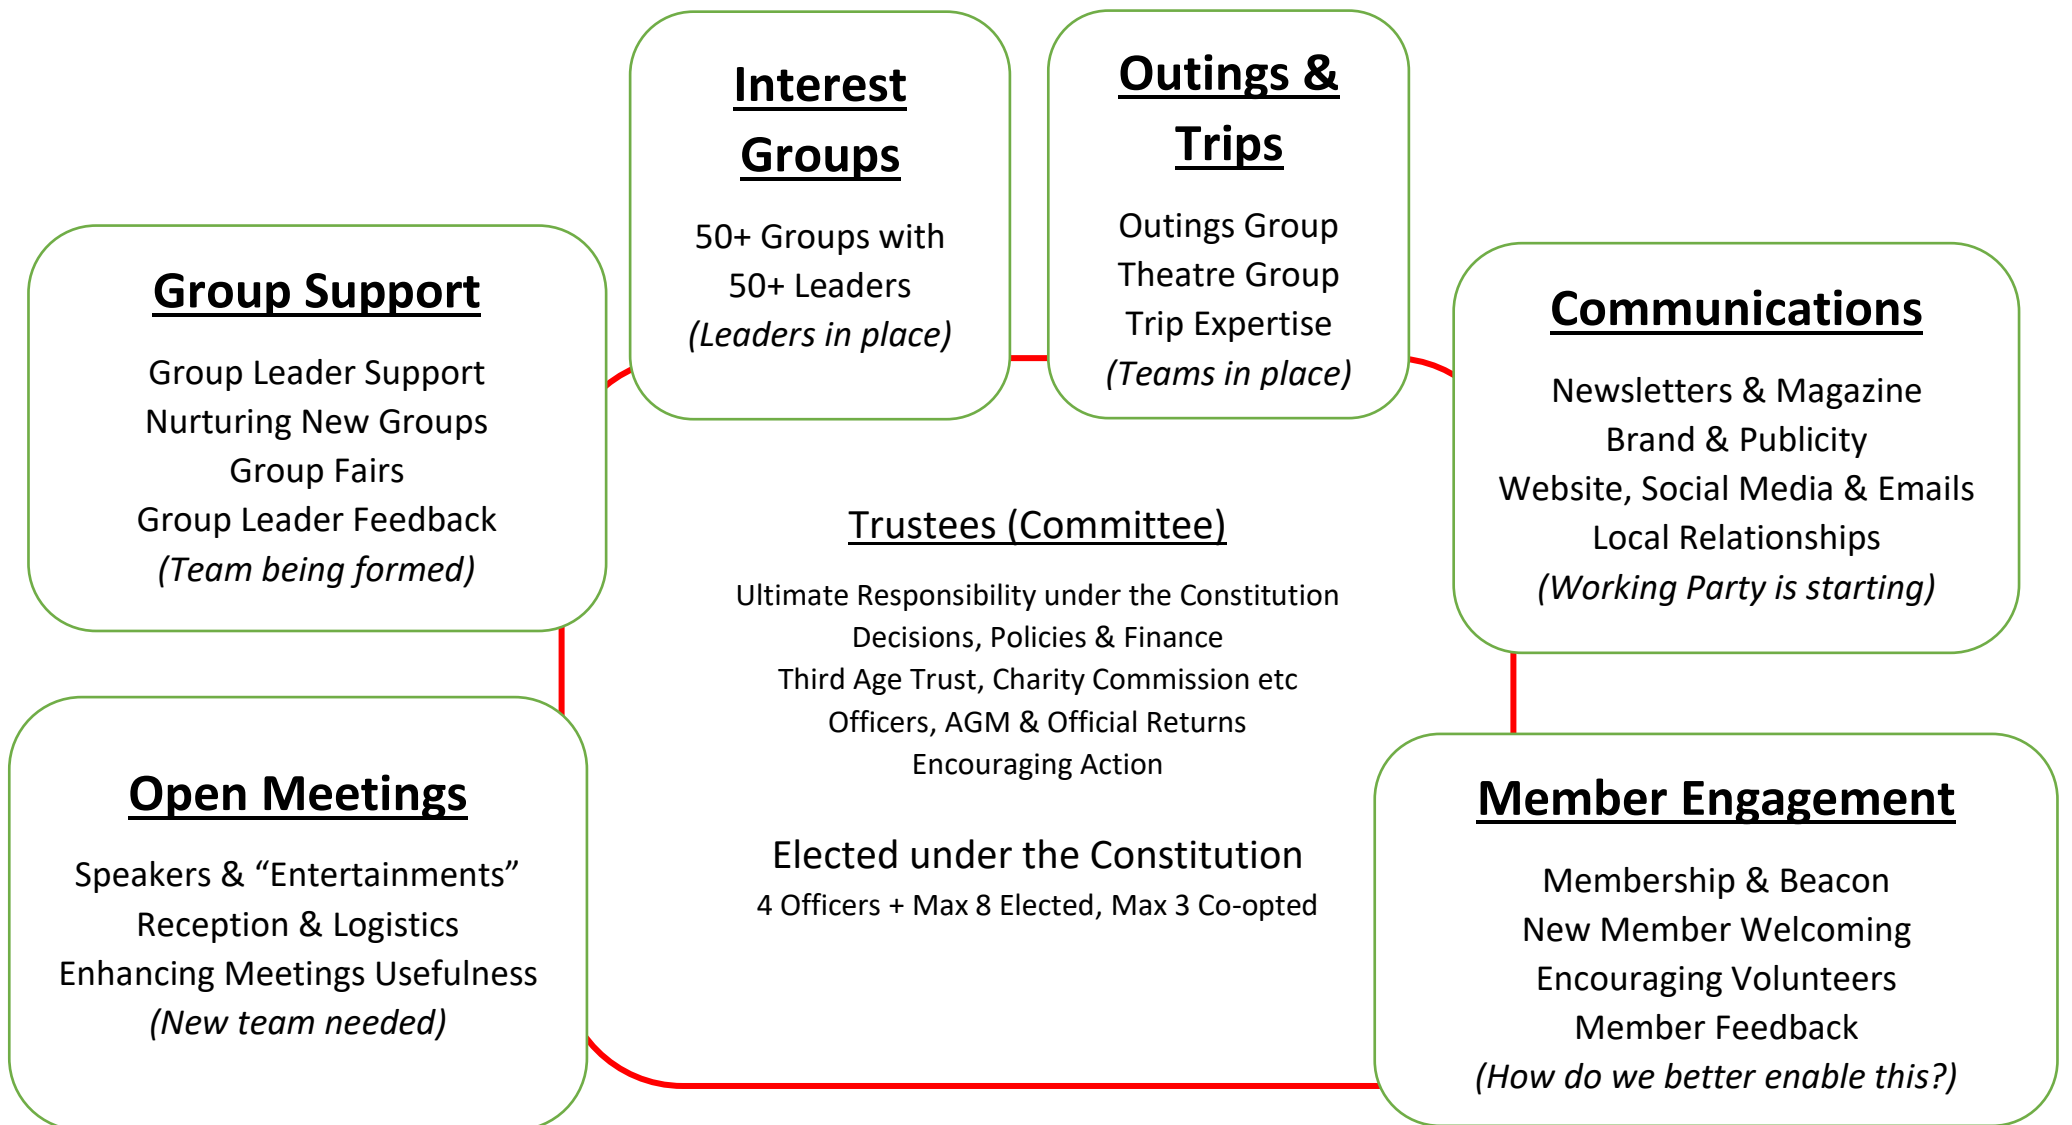 Interest
Groups
50+ Groups with
50+ Leaders
(Leaders in place)
Outings &
Trips
Outings Group
Theatre Group
Trip Expertise
(Teams in place)
Group Support
Group Leader Support
Nurturing New Groups
Group Fairs
Group Leader Feedback
(Team being formed)
Communications
Newsletters & Magazine
Brand & Publicity
Website, Social Media & Emails
Local Relationships
(Working Party is starting)
Trustees (Committee)
Ultimate Responsibility under the Constitution
Decisions, Policies & Finance
Third Age Trust, Charity Commission etc
Officers, AGM & Official Returns
Encouraging Action
Elected under the Constitution
4 Officers + Max 8 Elected, Max 3 Co-opted
Open Meetings
Speakers & “Entertainments”
Reception & Logistics
Enhancing Meetings Usefulness
(New team needed)
Member Engagement
Membership & Beacon
New Member Welcoming
Encouraging Volunteers
Member Feedback
(How do we better enable this?)